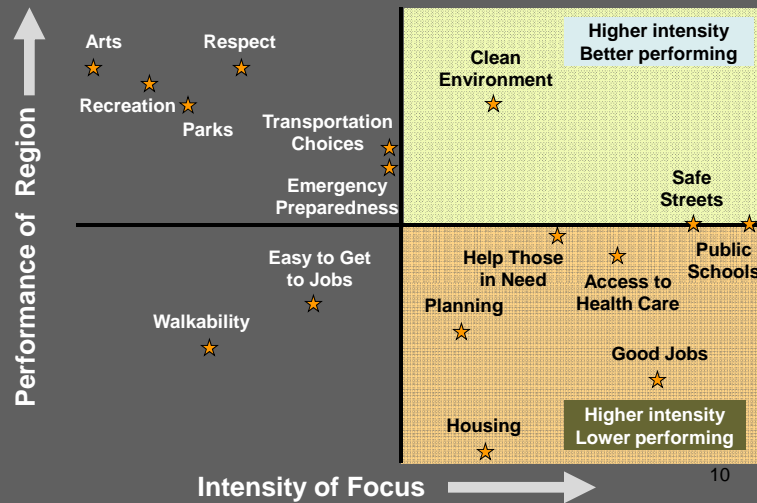 Arts
Respect
Recreation
Parks
Transportation
Choices
Emergency
Preparedness
Clean
Environment
Higher intensity
Better performing
Safe
Streets
Public
Schools
Easy to Get
to Jobs
Walkability
Help Those
in Need
Access to
Health Care
Planning
Good Jobs
Housing
Higher intensity
Lower performing
Performance of Region
Intensity of Focus
10